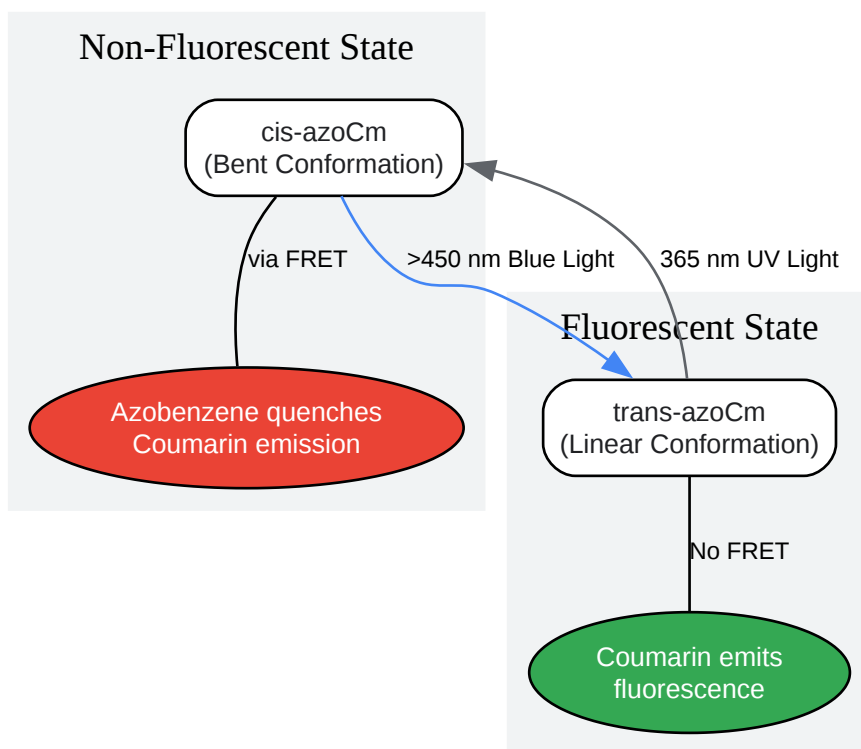 Non-Fluorescent State
cis-azoCm
(Bent Conformation)
via FRET
>450 nm Blue Light
365 nm UV Light
Fluorescent State
Azobenzene quenches
Coumarin emission
trans-azoCm
(Linear Conformation)
No FRET
Coumarin emits
fluorescence